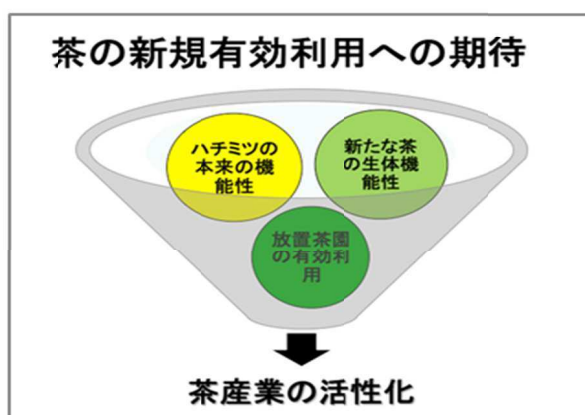 茶の新規有効利用への期待
ハチミツの
本来の機
能性
新たな茶
の生体機
能性
放置茶園
の有効利
用
茶産業の活性化